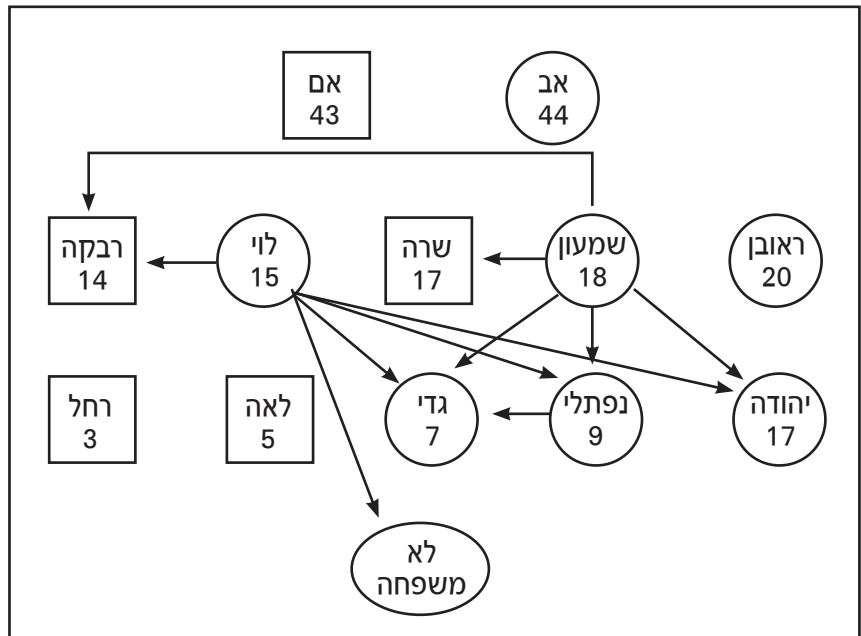 אב
44
אם
43
ראובן
20
שמעון
18
שרה
17
לוי
15
רבקה
14
יהודה
17
נפתלי
9
גדי
7
לאה
5
רחל
3
לא
משפחה